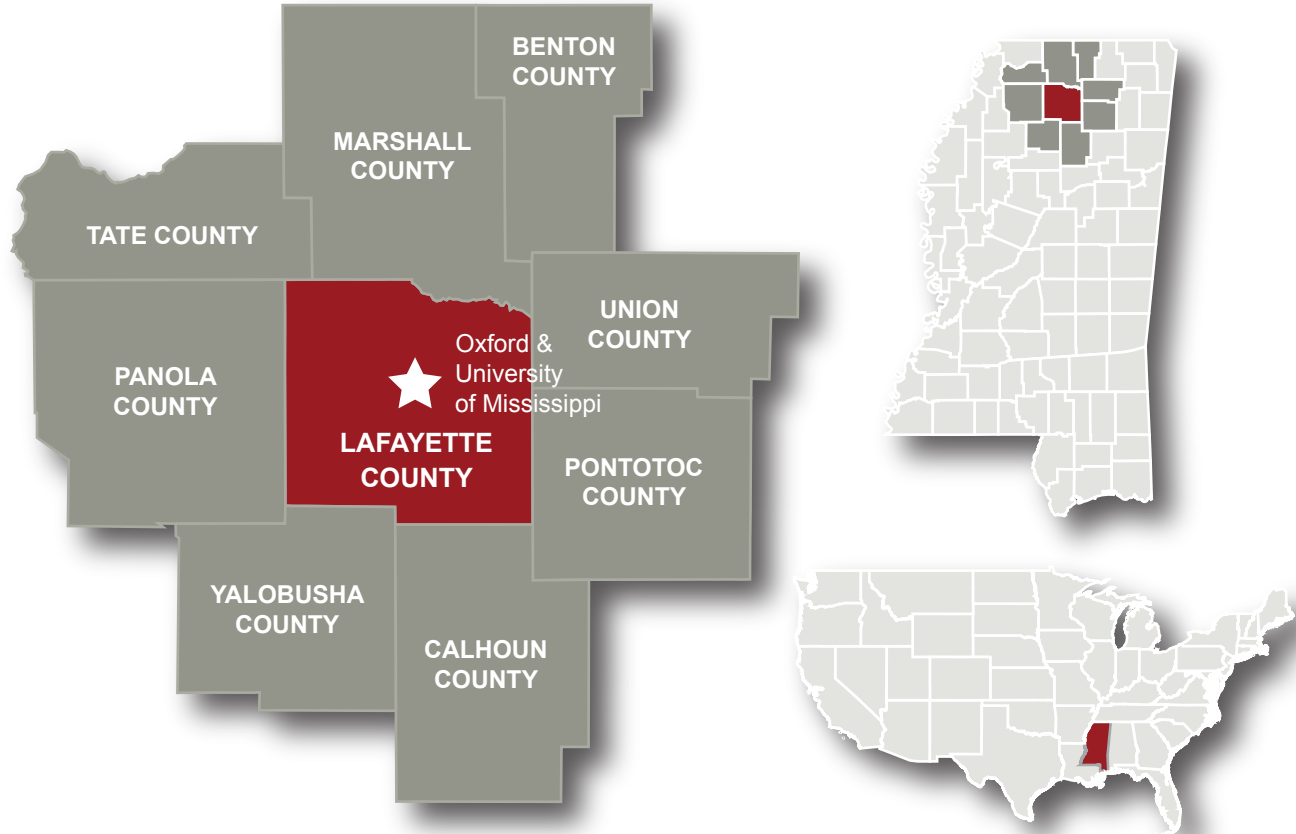 BENTON
COUNTY
MARSHALL
COUNTY
TATE COUNTY
UNION
COUNTY
Oxford &
University
of Mississippi
PANOLA
COUNTY
LAFAYETTE
COUNTY
PONTOTOC
COUNTY
YALOBUSHA
COUNTY
CALHOUN
COUNTY